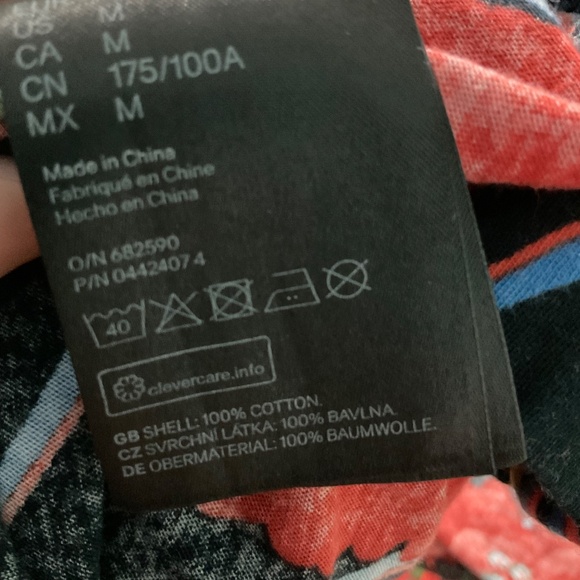 US M
CA M
CN 175/100A
MX M
Made in China
Fabriqué en Chine
Hecho en China
O/N 682590
P/N 0442407 4
40
clevercare.info
GB SHELL: 100% COTTON.
CZ SVRCHNÍ LÁTKA: 100% BAVLNA.
DE OBERMATERIAL: 100% BAUMWOLLE.